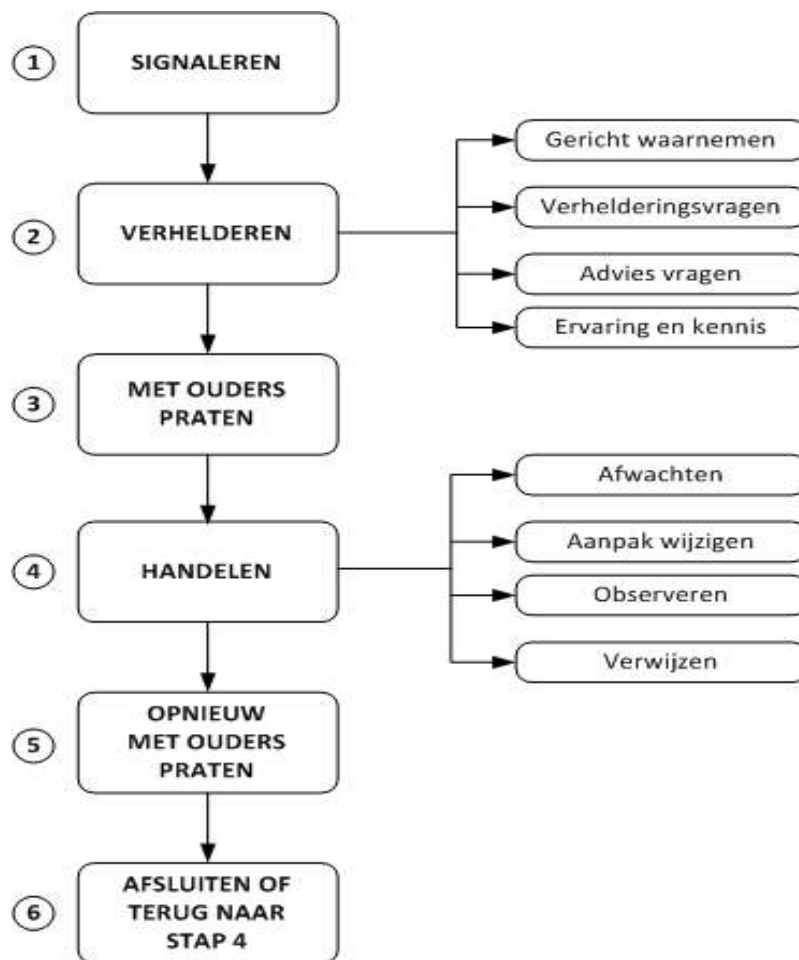 1
SIGNALEREN
2
VERHELDEREN
Gericht waarnemen
Verhelderingsvragen
Advies vragen
Ervaring en kennis
3
MET OUDERS
PRATEN
4
HANDELEN
Afwachten
Aanpak wijzigen
Observeren
Verwijzen
5
OPNIEUW
MET OUDERS
PRATEN
6
AFSLUITEN OF
TERUG NAAR
STAP 4